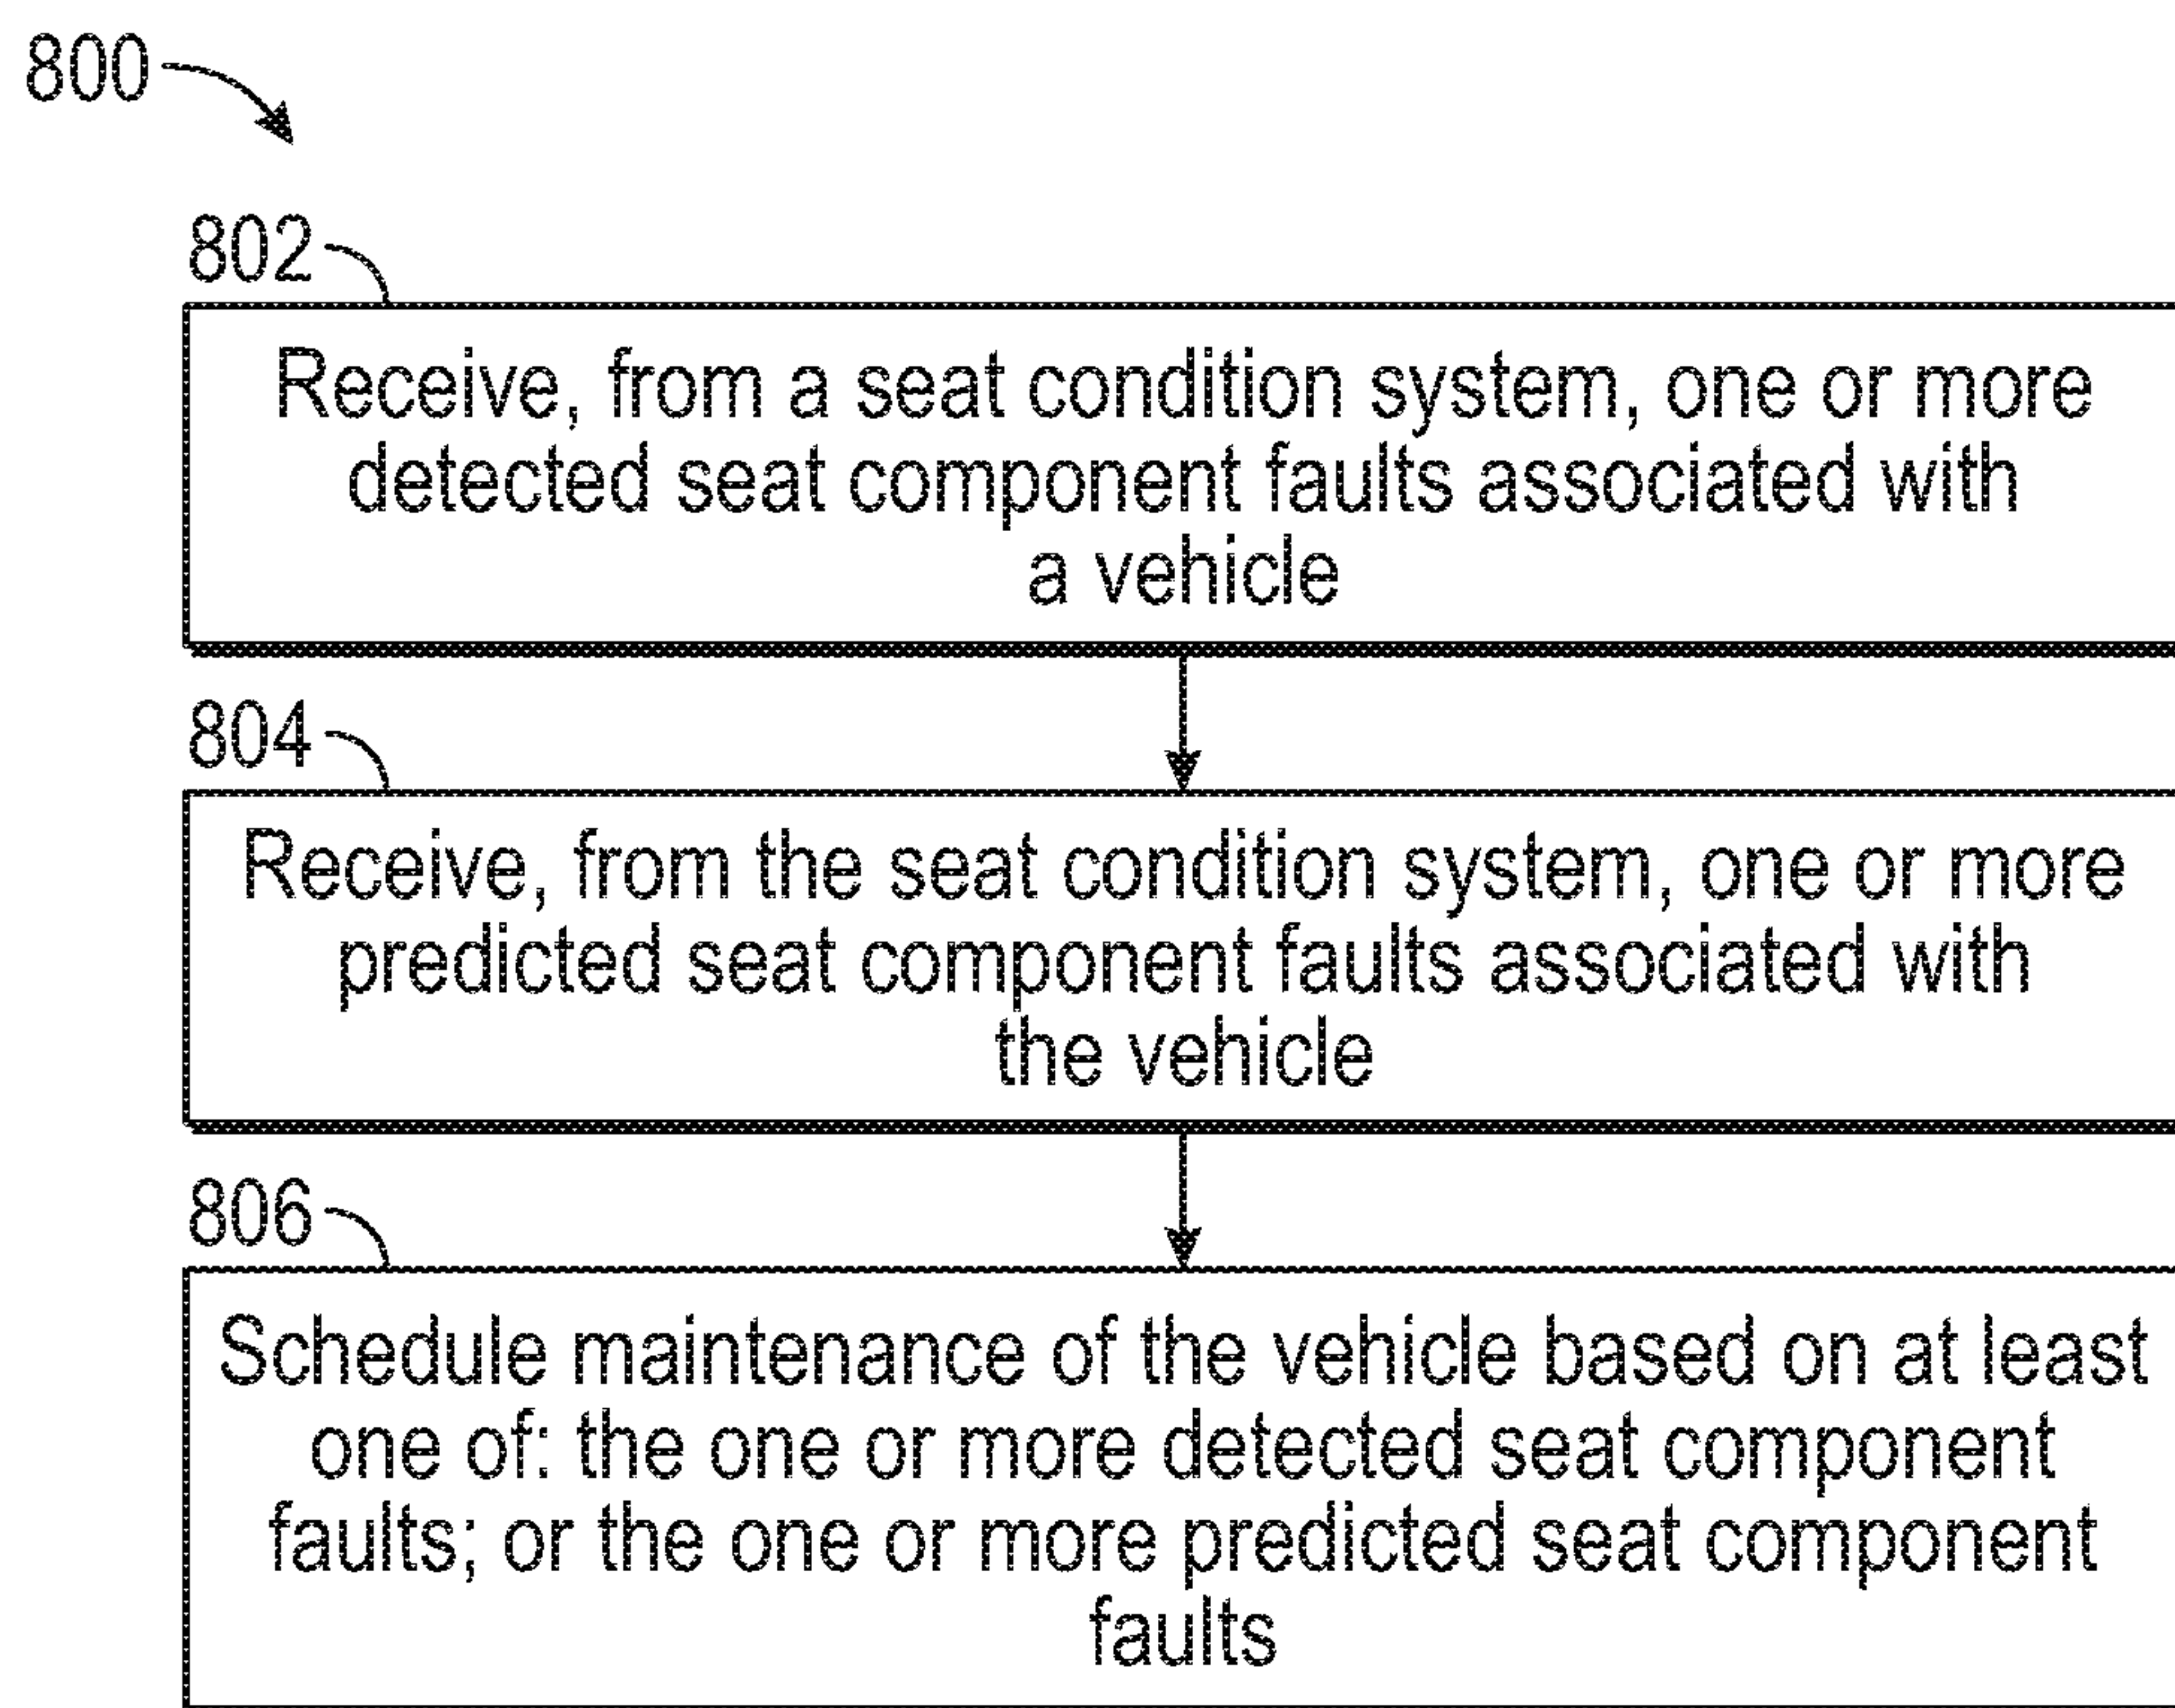 800
802
Receive, from a seat condition system, one or more
detected seat component faults associated with
a vehicle
804
Receive, from the seat condition system, one or more
predicted seat component faults associated with
the vehicle
806
Schedule maintenance of the vehicle based on at least
one of: the one or more detected seat component
faults; or the one or more predicted seat component
faults